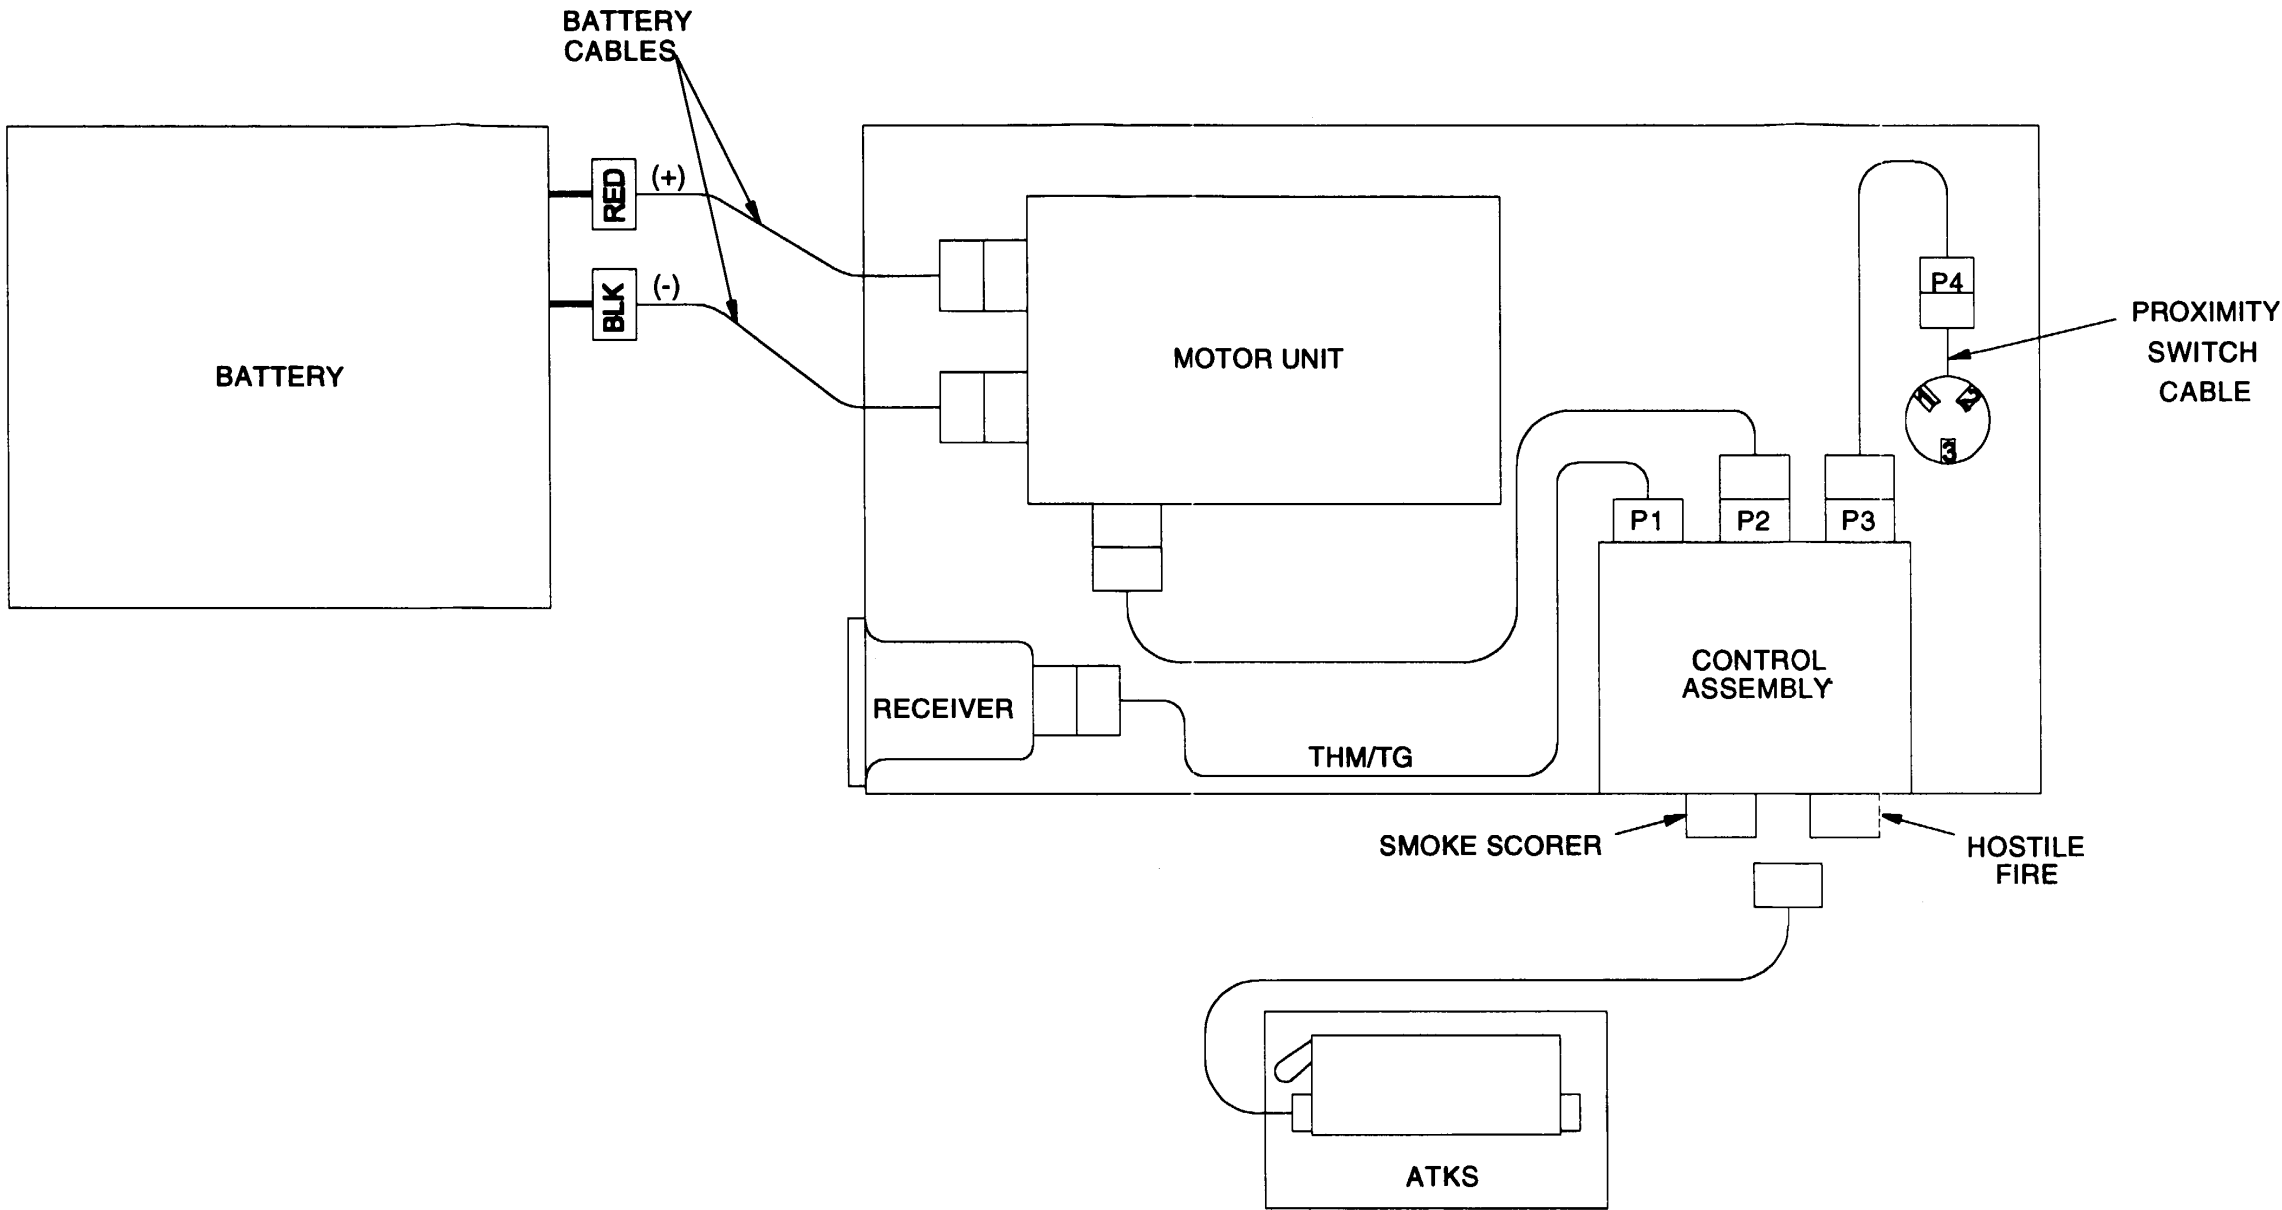 BATTERY
CABLES
RED
(+)
BLK
(-)
BATTERY
MOTOR UNIT
P4
PROXIMITY
SWITCH
CABLE
1
2
3
P1
P2
P3
CONTROL
ASSEMBLY
RECEIVER
THM/TG
SMOKE SCORER
HOSTILE
FIRE
ATKS